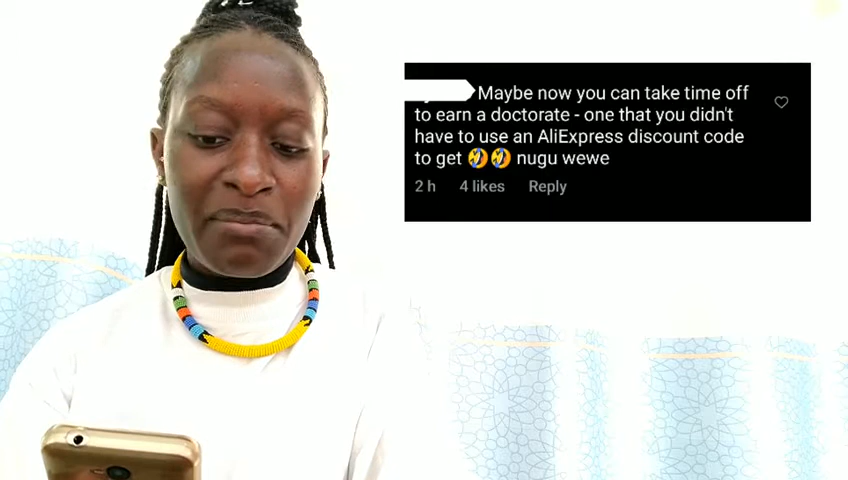 Maybe now you can take time off
to earn a doctorate - one that you didn't
have to use an AliExpress discount code
to get 🤣🤣 nugu wewe
2 h 4 likes Reply